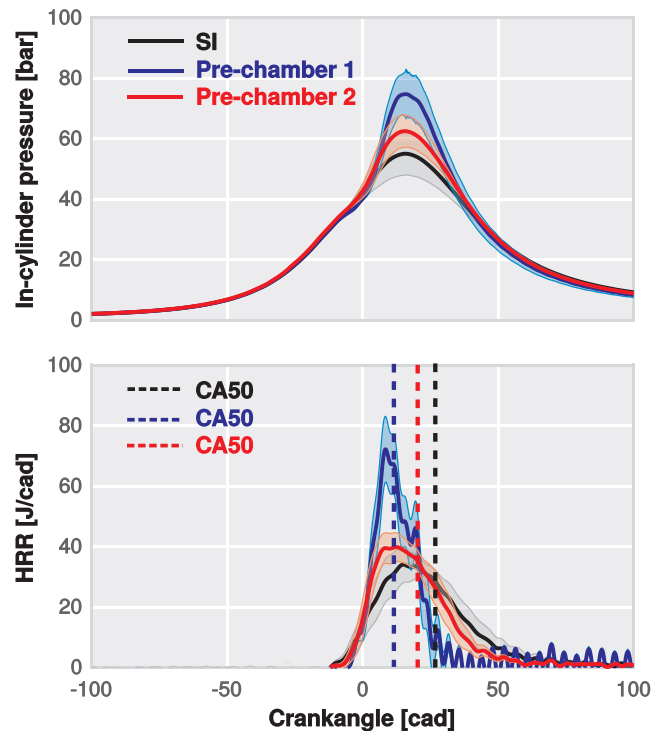 In-cylinder pressure [bar]
100
80
60
40
20
0
SI
Pre-chamber 1
Pre-chamber 2
HRR [J/cad]
100
80
60
40
20
0
CA50
CA50
CA50
-100 -50 0 50 100
Crankangle [cad]